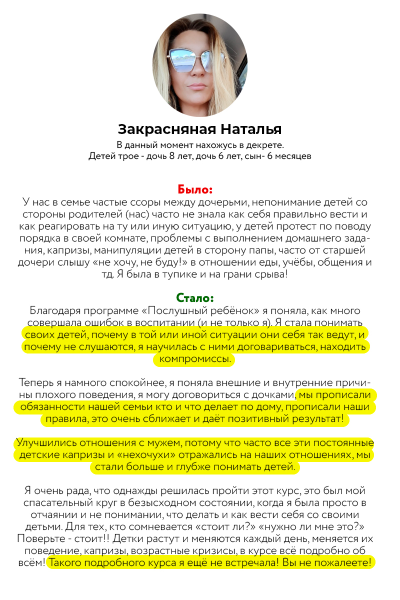 Закрасняная Наталья
В данный момент нахожусь в декрете.
Детей трое - дочь 8 лет, дочь 6 лет, сын- 6 месяцев
Было:
У нас в семье частые ссоры между дочерьми, непонимание детей со
стороны родителей (нас) часто не знала как себя правильно вести и
как реагировать на ту или иную ситуацию, у детей протест по поводу
порядка в своей комнате, проблемы с выполнением домашнего зада-
ния, капризы, манипуляции детей в сторону папы, часто от старшей
дочери слышу «не хочу, не буду!» в отношении еды, учёбы, общения и
тд. Я была в тупике и на грани срыва!
Стало:
Благодаря программе «Послушный ребёнок» я поняла, как много
совершала ошибок в воспитании (и не только я). Я стала понимать
своих детей, почему в той или иной ситуации они себя так ведут, и
почему не слушаются, я научилась с ними договариваться, находить
компромиссы.
Теперь я намного спокойнее, я поняла внешние и внутренние причи-
ны плохого поведения, я могу договориться с дочками, мы прописали
обязанности нашей семьи кто и что делает по дому, прописали наши
правила, это очень сближает и даёт позитивный результат!
Улучшились отношения с мужем, потому что часто все эти постоянные
детские капризы и «нехочухи» отражались на наших отношениях, мы
стали больше и глубже понимать детей.
Я очень рада, что однажды решилась пройти этот курс, это был мой
спасательный круг в безысходном состоянии, когда я была просто в
отчаянии и не понимании, что делать и как вести себя со своими
детьми. Для тех, кто сомневается «стоит ли?» «нужно ли мне это?»
Поверьте - стоит!! Детки растут и меняются каждый день, меняется их
поведение, капризы, возрастные кризисы, в курсе всё подробно об
всём! Такого подробного курса я ещё не встречала! Вы не пожалеете!